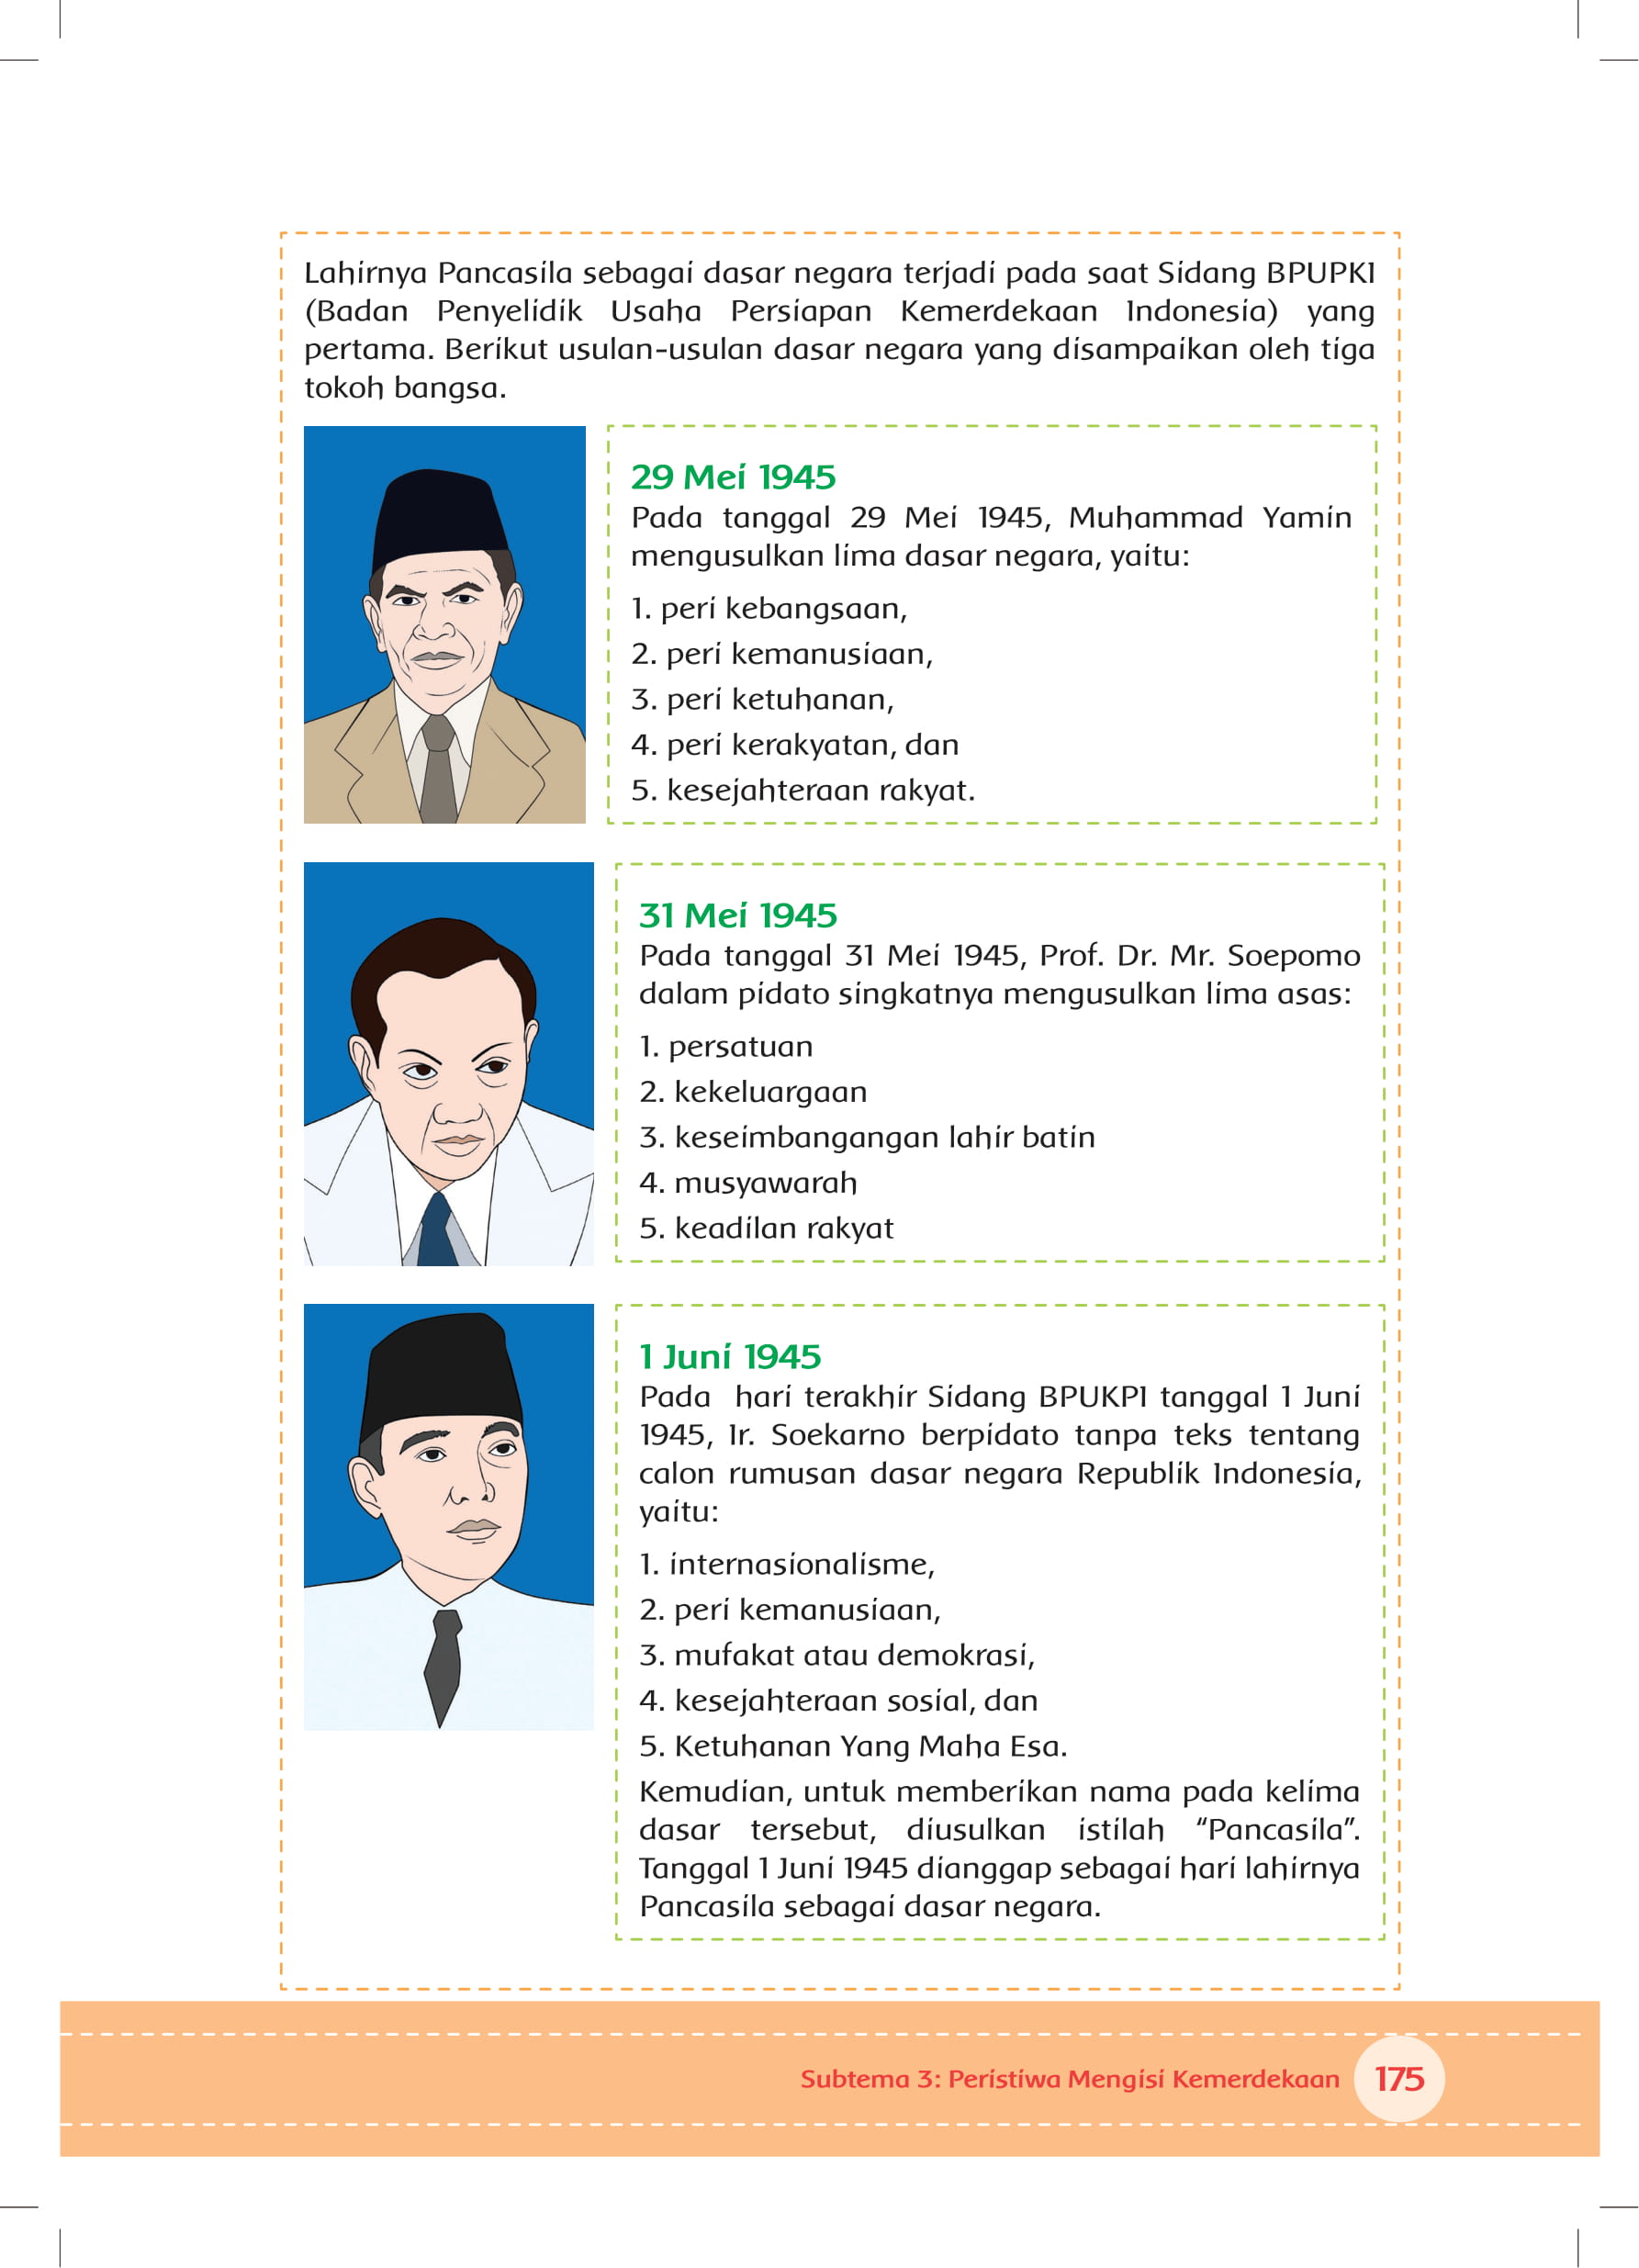 Lahirnya Pancasila sebagai dasar negara terjadi pada saat Sidang BPUPKI
(Badan Penyelidik Usaha Persiapan Kemerdekaan Indonesia) yang
pertama. Berikut usulan-usulan dasar negara yang disampaikan oleh tiga
tokoh bangsa.
29 Mei 1945
Pada tanggal 29 Mei 1945, Muhammad Yamin
mengusulkan lima dasar negara, yaitu:
1. peri kebangsaan,
2. peri kemanusiaan,
3. peri ketuhanan,
4. peri kerakyatan, dan
5. kesejahteraan rakyat.
31 Mei 1945
Pada tanggal 31 Mei 1945, Prof. Dr. Mr. Soepomo
dalam pidato singkatnya mengusulkan lima asas:
1. persatuan
2. kekeluargaan
3. keseimbangangan lahir batin
4. musyawarah
5. keadilan rakyat
1 Juni 1945
Pada hari terakhir Sidang BPUKPI tanggal 1 Juni
1945, Ir. Soekarno berpidato tanpa teks tentang
calon rumusan dasar negara Republik Indonesia,
yaitu:
1. internasionalisme,
2. peri kemanusiaan,
3. mufakat atau demokrasi,
4. kesejahteraan sosial, dan
5. Ketuhanan Yang Maha Esa.
Kemudian, untuk memberikan nama pada kelima
dasar tersebut, diusulkan istilah “Pancasila”.
Tanggal 1 Juni 1945 dianggap sebagai hari lahirnya
Pancasila sebagai dasar negara.
Subtema 3: Peristiwa Mengisi Kemerdekaan 175